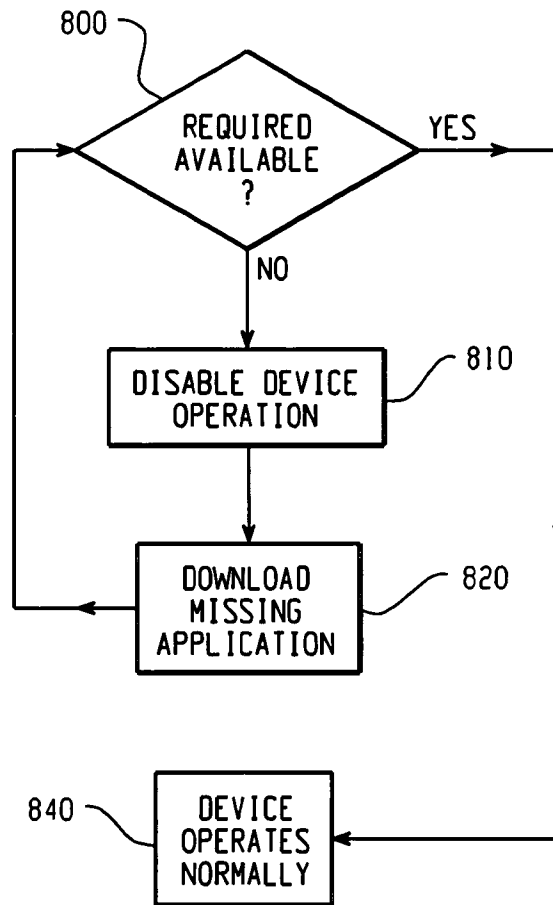 800
REQUIRED
AVAILABLE
?
YES
NO
810
DISABLE DEVICE
OPERATION
820
DOWNLOAD
MISSING
APPLICATION
840
DEVICE
OPERATES
NORMALLY